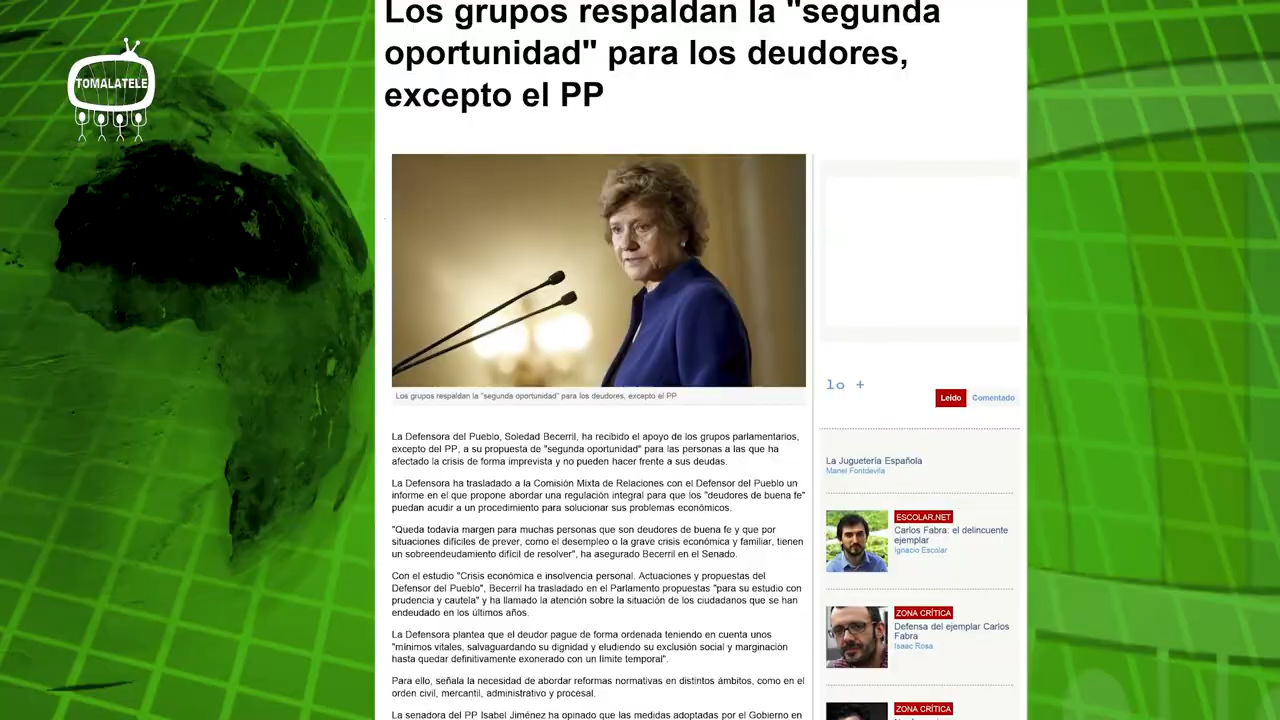 Los grupos respaldan la "segunda
oportunidad" para los deudores,
excepto el PP
TOMALATELE
Los grupos respaldan la "segunda oportunidad" para los deudores, excepto el PP
La Defensora del Pueblo, Soledad Becerril, ha recibido el apoyo de los grupos parlamentarios,
excepto del PP, a su propuesta de "segunda oportunidad" para las personas a las que ha
afectado la crisis de forma imprevista y no pueden hacer frente a sus deudas.
La Defensora ha trasladado a la Comisión Mixta de Relaciones con el Defensor del Pueblo un
informe en el que propone abordar una regulación integral para que los "deudores de buena fe"
puedan acudir a un procedimiento para solucionar sus problemas económicos.
"Queda todavía margen para muchas personas que son deudores de buena fe y que por
situaciones difíciles de prever, como el desempleo o la grave crisis económica y familiar, tienen
un sobreendeudamiento difícil de resolver", ha asegurado Becerril en el Senado.
Con el estudio "Crisis económica e insolvencia personal. Actuaciones y propuestas del
Defensor del Pueblo", Becerril ha trasladado en el Parlamento propuestas "para su estudio con
prudencia y cautela" y ha llamado la atención sobre la situación de los ciudadanos que se han
endeudado en los últimos años.
La Defensora plantea que el deudor pague de forma ordenada teniendo en cuenta unos
"mínimos vitales, salvaguardando su dignidad y eludiendo su exclusión social y marginación
hasta quedar definitivamente exonerado con un límite temporal".
Para ello, señala la necesidad de abordar reformas normativas en distintos ámbitos, como en el
orden civil, mercantil, administrativo y procesal.
La senadora del PP Isabel Jiménez ha opinado que las medidas adoptadas por el Gobierno en
lo +
Leído Comentado
La Juguetería Española
Manel Fontdevila
ESCOLAR.NET
Carlos Fabra: el delincuente
ejemplar
Ignacio Escolar
ZONA CRÍTICA
Defensa del ejemplar Carlos
Fabra
Isaac Rosa
ZONA CRÍTICA